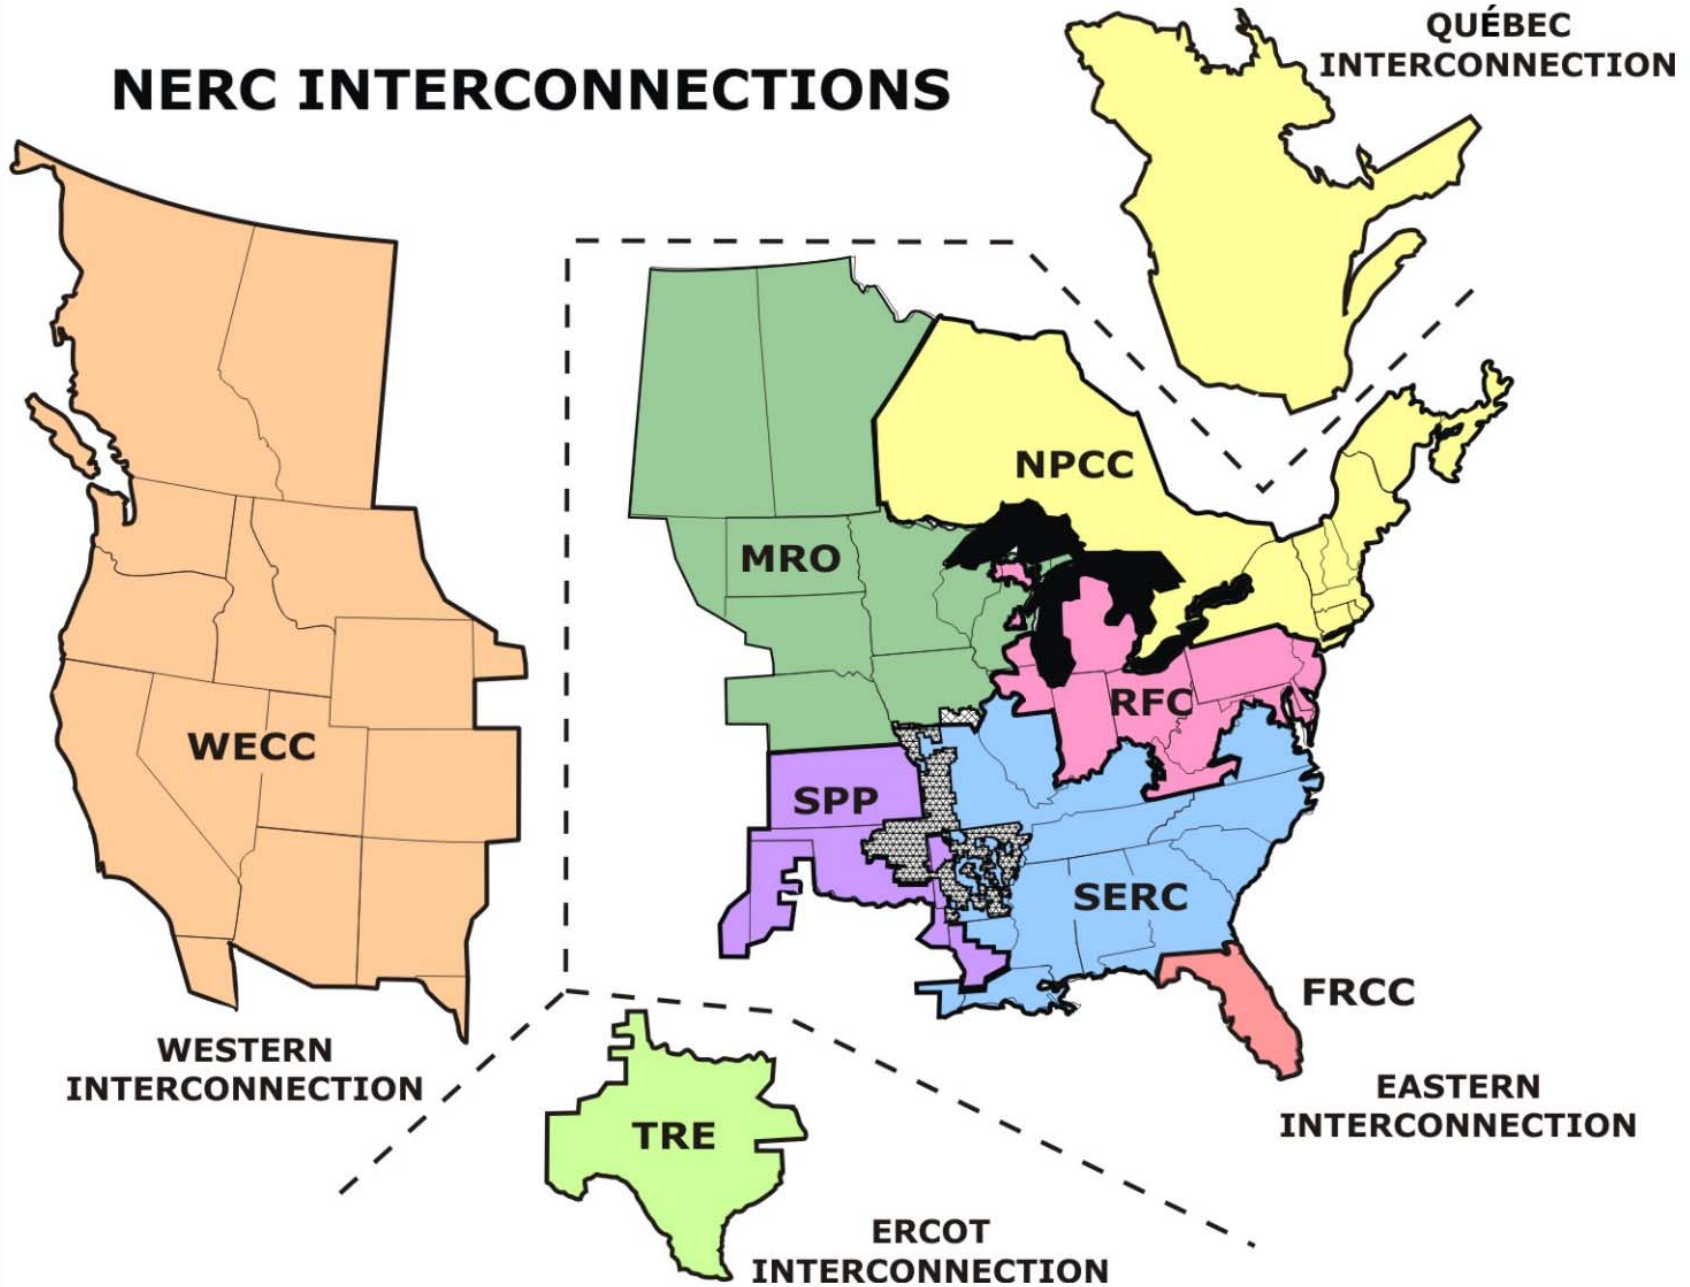 QUÉBEC
INTERCONNECTION
NERC INTERCONNECTIONS
NPCC
MRO
RFC
WECC
SPP
SERC
FRCC
WESTERN
INTERCONNECTION
EASTERN
INTERCONNECTION
TRE
ERCOT
INTERCONNECTION